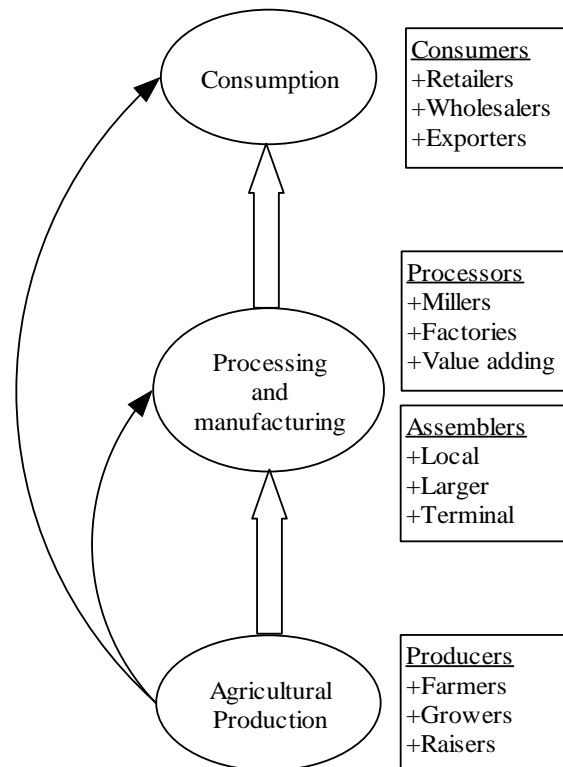 Consumption
Consumers
+Retailers
+Wholesalers
+Exporters
Processing
and
manufacturing
Processors
+Millers
+Factories
+Value adding
Assemblers
+Local
+Larger
+Terminal
Agricultural
Production
Producers
+Farmers
+Growers
+Raisers